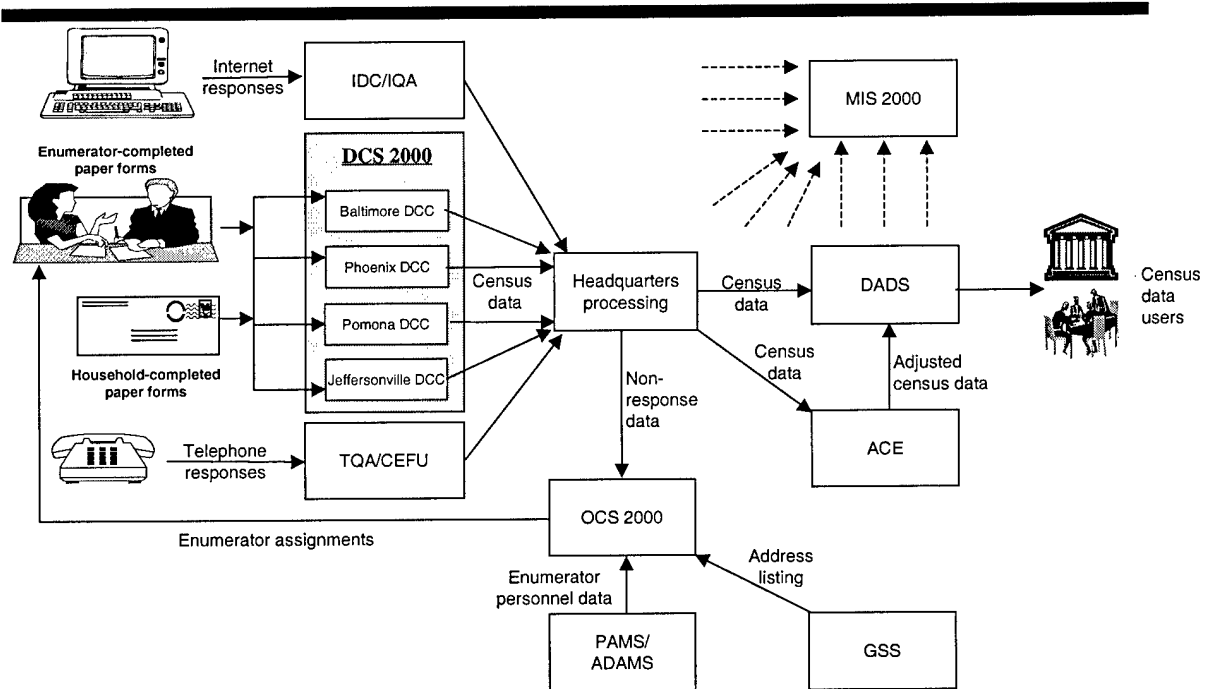 Internet
responses
IDC/IQA
MIS 2000
Enumerator-completed
paper forms
DCS 2000
Baltimore DCC
Phoenix DCC
Pomona DCC
Jeffersonville DCC
Census
data
Headquarters
processing
Census
data
DADS
Census
data
users
Household-completed
paper forms
Non-
response
data
Census
data
Adjusted
census data
ACE
Telephone
responses
TQA/CEFU
OCS 2000
Enumerator assignments
Enumerator
personnel data
Address
listing
PAMS/
ADAMS
GSS